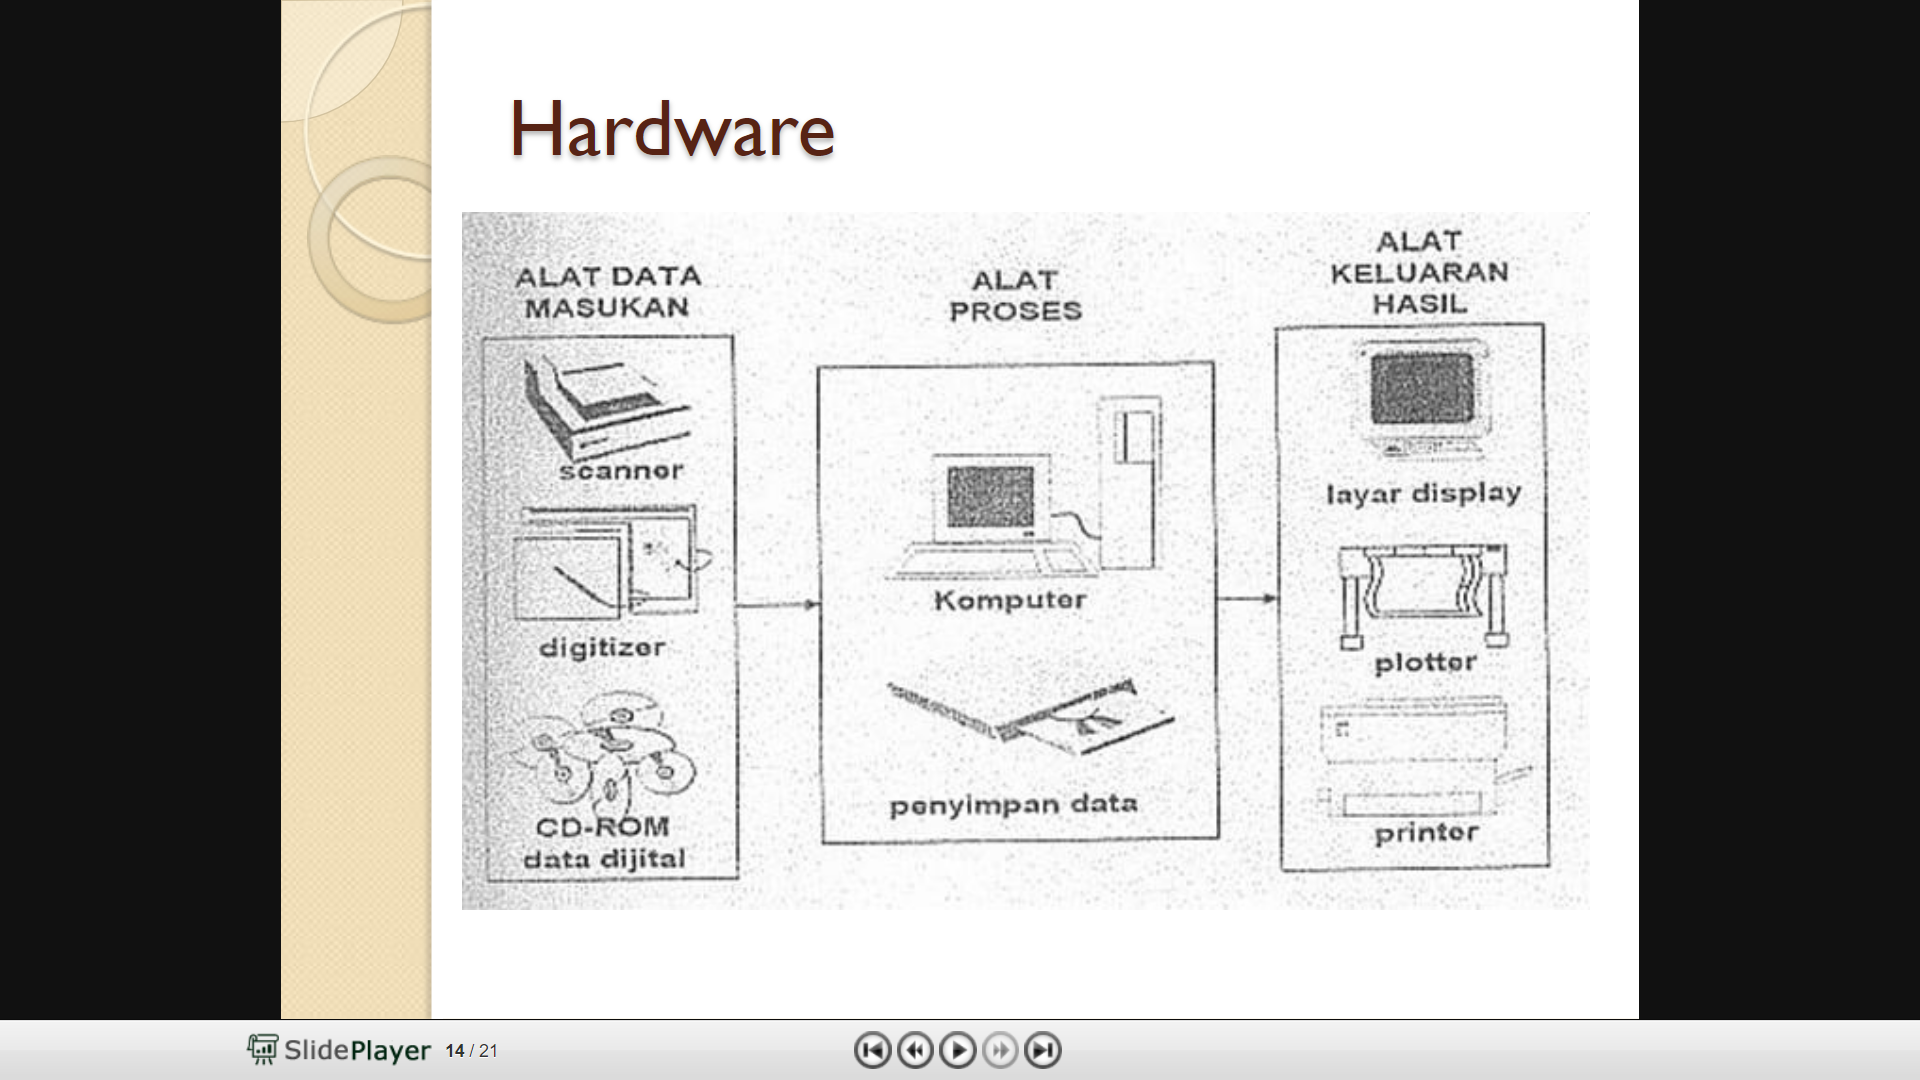 Hardware
ALAT DATA
MASUKAN
scanner
digitizer
CD-ROM
data dijital
ALAT
PROSES
Komputer
penyimpan data
ALAT
KELUARAN
HASIL
layar display
plotter
printer
SlidePlayer 14 / 21